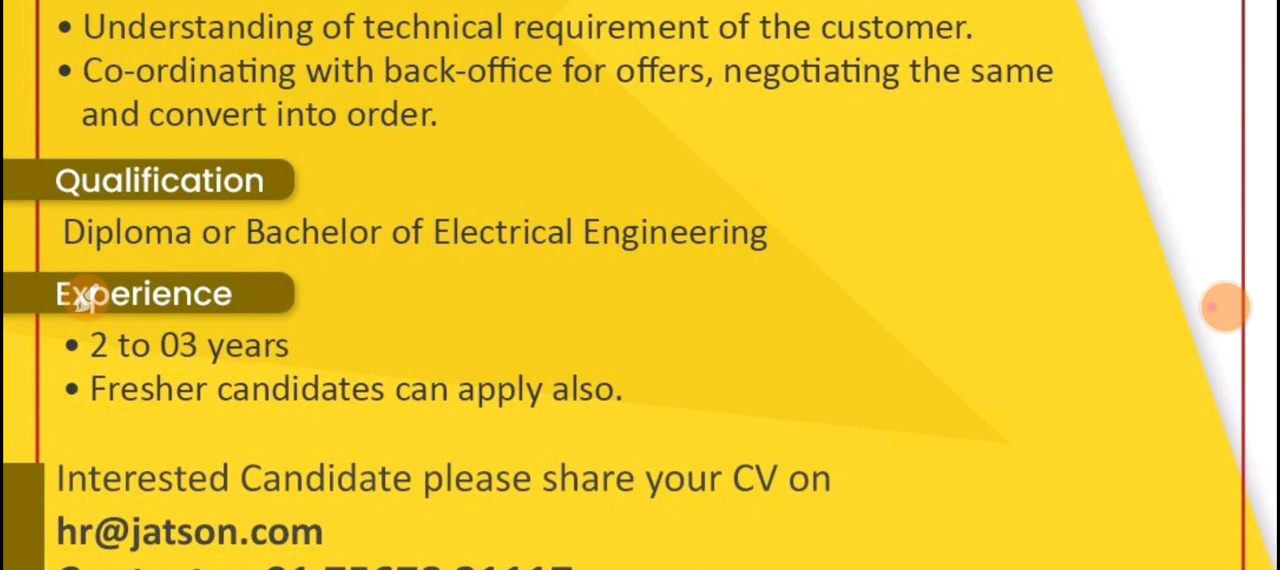 • Understanding of technical requirement of the customer.
• Co-ordinating with back-office for offers, negotiating the same
and convert into order.
Qualification
Diploma or Bachelor of Electrical Engineering
Experience
• 2 to 03 years
• Fresher candidates can apply also.
Interested Candidate please share your CV on
hr@jatson.com